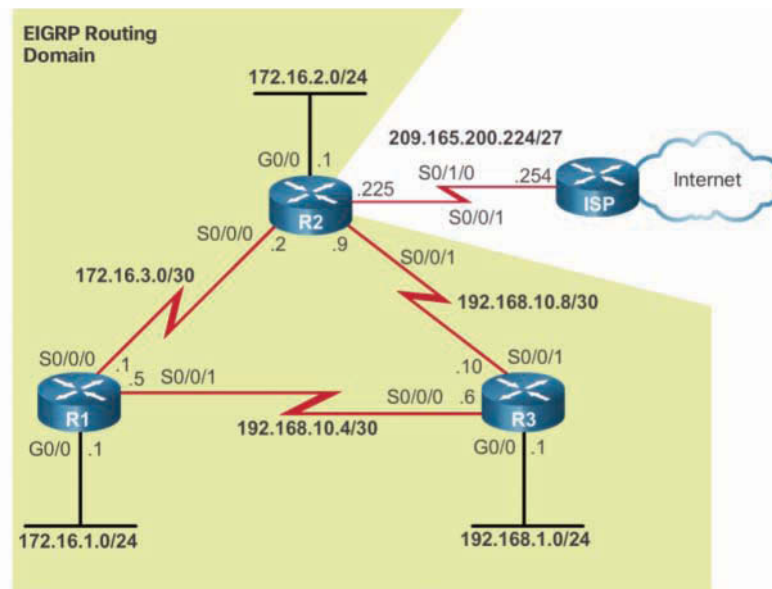 EIGRP Routing
Domain
172.16.2.0/24
209.165.200.224/27
G0/0 .1
S0/1/0 .254
Internet
.225
ISP
R2
S0/0/1
S0/0/0 .2 .9
S0/0/1
172.16.3.0/30
192.168.10.8/30
S0/0/0 .1
.10 S0/0/1
.5 S0/0/1
S0/0/0 .6
R1
R3
192.168.10.4/30
G0/0 .1
G0/0 .1
172.16.1.0/24
192.168.1.0/24